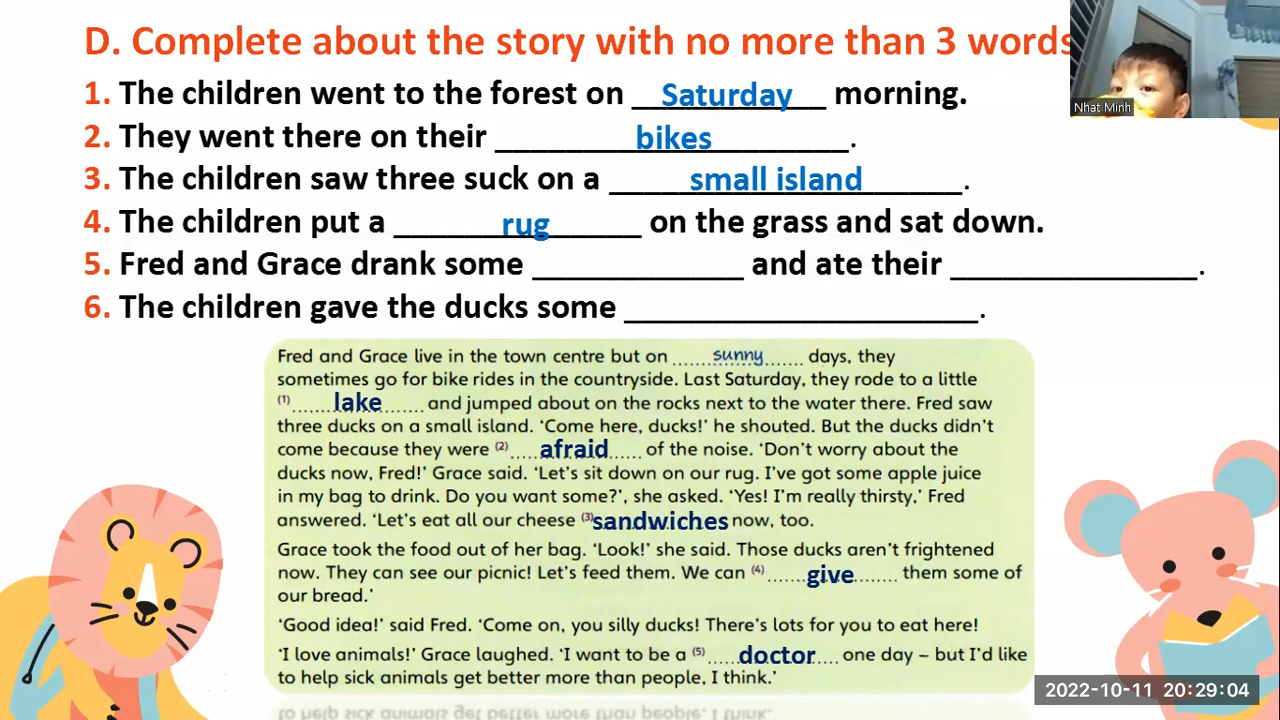 D. Complete about the story with no more than 3 words
1. The children went to the forest on ____Saturday____ morning.
2. They went there on their ________bikes________.
3. The children saw three suck on a ____small island____.
4. The children put a ______rug______ on the grass and sat down.
5. Fred and Grace drank some ____________ and ate their ______________.
6. The children gave the ducks some ____________________.
Nhat Minh
Fred and Grace live in the town centre but on ......sunny...... days, they
sometimes go for bike rides in the countryside. Last Saturday, they rode to a little
(1) ......lake...... and jumped about on the rocks next to the water there. Fred saw
three ducks on a small island. ‘Come here, ducks!’ he shouted. But the ducks didn’t
come because they were (2) .....afraid..... of the noise. ‘Don’t worry about the
ducks now, Fred!’ Grace said. ‘Let’s sit down on our rug. I’ve got some apple juice
in my bag to drink. Do you want some?’, she asked. ‘Yes! I’m really thirsty,’ Fred
answered. ‘Let’s eat all our cheese (3) sandwiches now, too.
Grace took the food out of her bag. ‘Look!’ she said. Those ducks aren’t frightened
now. They can see our picnic! Let’s feed them. We can (4) ......give...... them some of
our bread.’
‘Good idea!’ said Fred. ‘Come on, you silly ducks! There’s lots for you to eat here!
‘I love animals!’ Grace laughed. ‘I want to be a (5) .....doctor.... one day – but I’d like
to help sick animals get better more than people, I think.’
2022-10-11 20:29:04